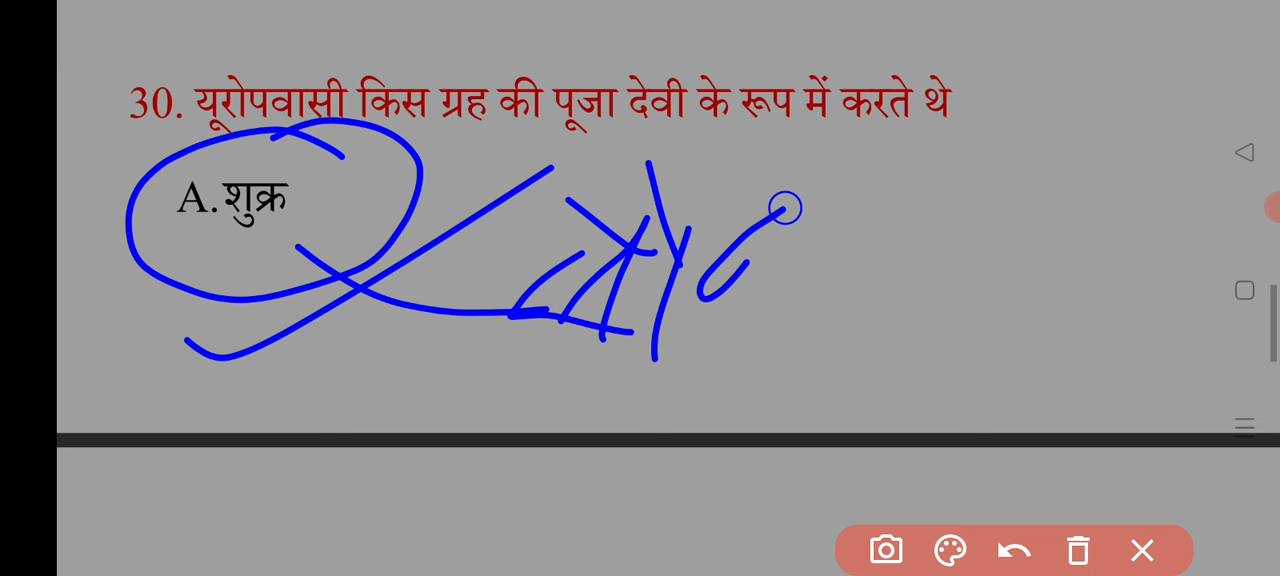 30. यूरोपवासी किस ग्रह की पूजा देवी के रूप में करते थे
A. शुक्र